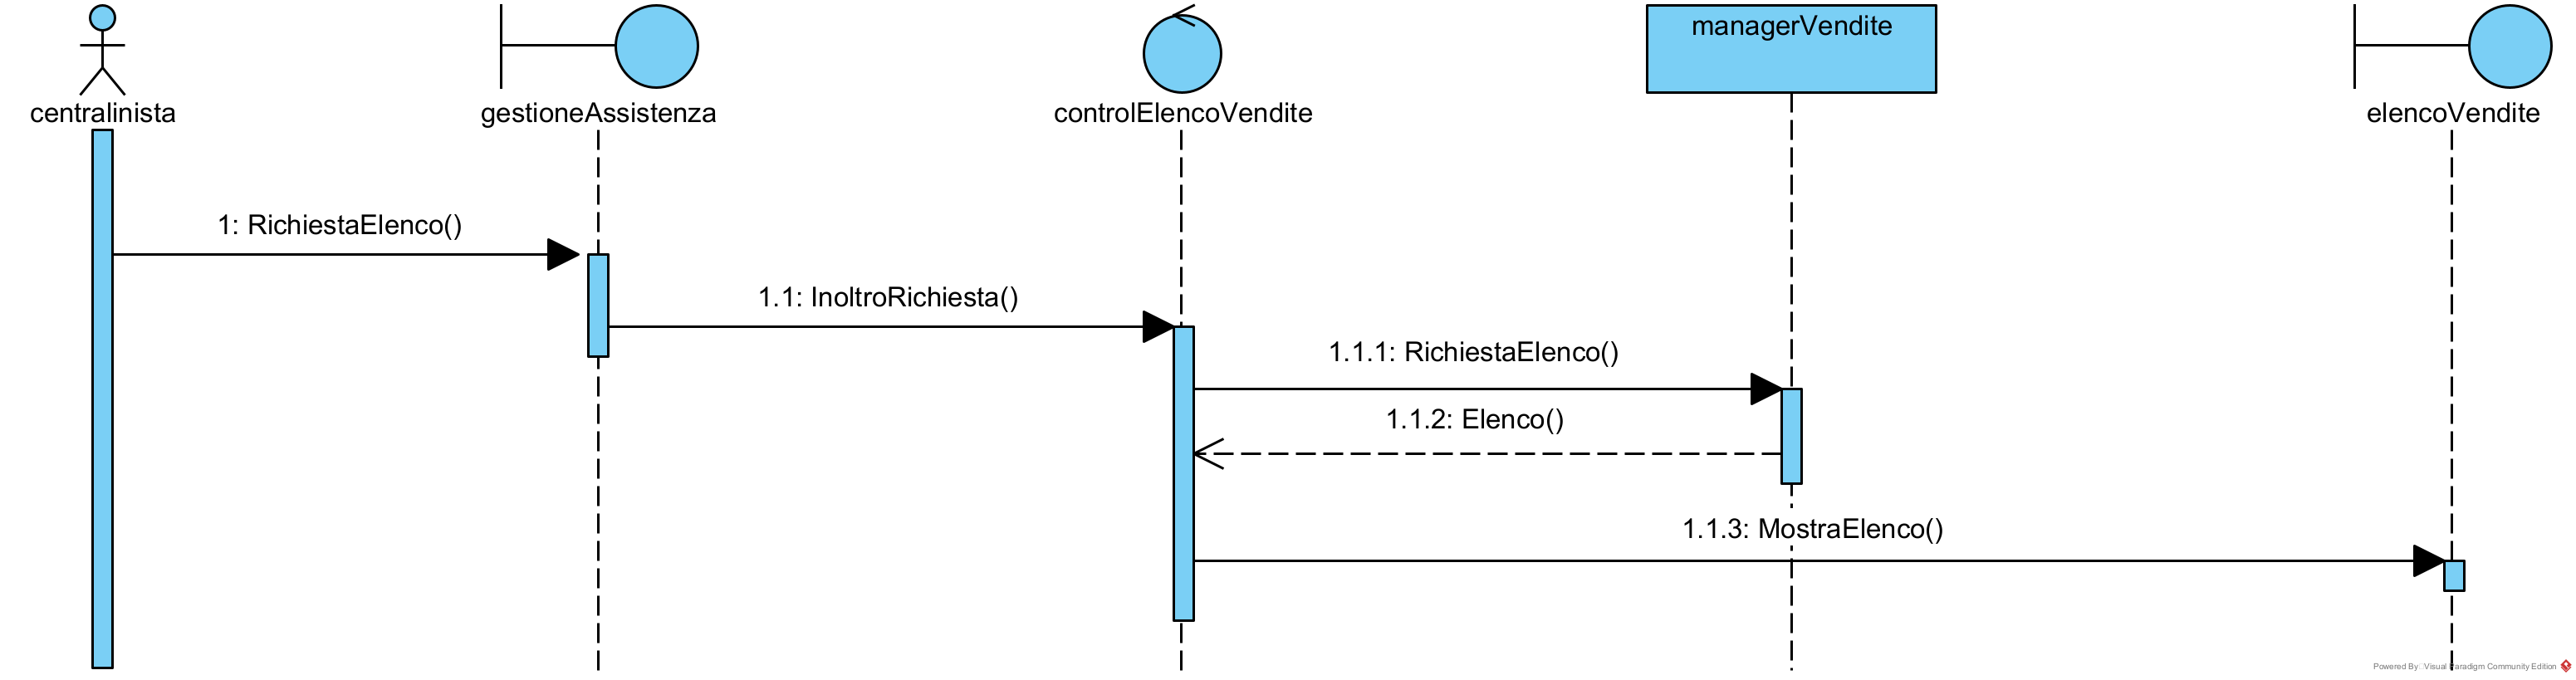 managerVendite
centralinista
gestioneAssistenza
controlElencoVendite
elencoVendite
1: RichiestaElenco()
1.1: InoltroRichiesta()
1.1.1: RichiestaElenco()
1.1.2: Elenco()
1.1.3: MostraElenco()
Powered By Visual Paradigm Community Edition